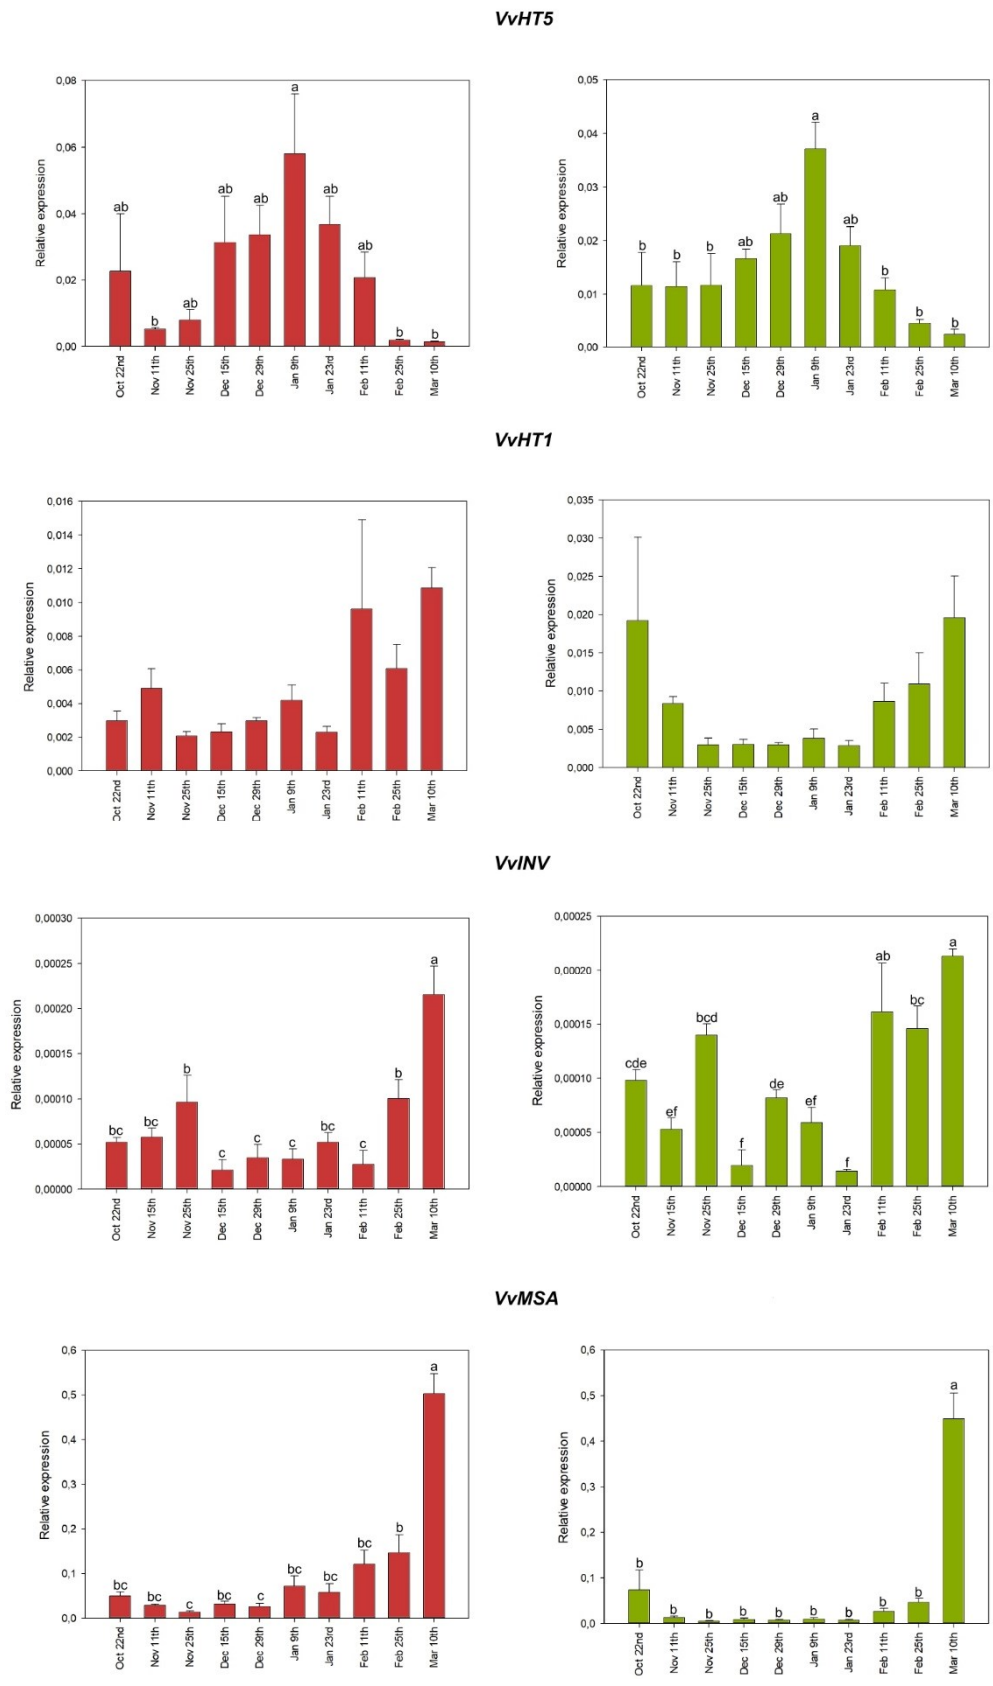 VvHT5
0,08
0,06
0,04
0,02
0,00
Relative expression
ab
b
ab
ab
ab
a
ab
ab
b
b
Oct 22nd
Nov 11th
Nov 25th
Dec 15th
Dec 29th
Jan 9th
Jan 23rd
Feb 11th
Feb 25th
Mar 10th
0,05
0,04
0,03
0,02
0,01
0,00
Relative expression
b
b
b
ab
ab
a
ab
b
b
b
Oct 22nd
Nov 11th
Nov 25th
Dec 15th
Dec 29th
Jan 9th
Jan 23rd
Feb 11th
Feb 25th
Mar 10th
VvHT1
0,016
0,014
0,012
0,010
0,008
0,006
0,004
0,002
0,000
Relative expression
Oct 22nd
Nov 11th
Nov 25th
Dec 15th
Dec 29th
Jan 9th
Jan 23rd
Feb 11th
Feb 25th
Mar 10th
0,035
0,030
0,025
0,020
0,015
0,010
0,005
0,000
Relative expression
Oct 22nd
Nov 11th
Nov 25th
Dec 15th
Dec 29th
Jan 9th
Jan 23rd
Feb 11th
Feb 25th
Mar 10th
VvINV
0,00030
0,00025
0,00020
0,00015
0,00010
0,00005
0,00000
Relative expression
bc
bc
b
c
c
c
bc
c
b
a
Oct 22nd
Nov 15th
Nov 25th
Dec 15th
Dec 29th
Jan 9th
Jan 23rd
Feb 11th
Feb 25th
Mar 10th
0,00025
0,00020
0,00015
0,00010
0,00005
0,00000
Relative expression
cde
ef
bcd
f
de
ef
f
ab
bc
a
Oct 22nd
Nov 15th
Nov 25th
Dec 15th
Dec 29th
Jan 9th
Jan 23rd
Feb 11th
Feb 25th
Mar 10th
VvMSA
0,6
0,5
0,4
0,3
0,2
0,1
0,0
Relative expression
bc
bc
c
bc
c
bc
bc
bc
b
a
Oct 22nd
Nov 11th
Nov 25th
Dec 15th
Dec 29th
Jan 9th
Jan 23rd
Feb 11th
Feb 25th
Mar 10th
0,6
0,5
0,4
0,3
0,2
0,1
0,0
Relative expression
b
b
b
b
b
b
b
b
b
a
Oct 22nd
Nov 11th
Nov 25th
Dec 15th
Dec 29th
Jan 9th
Jan 23rd
Feb 11th
Feb 25th
Mar 10th